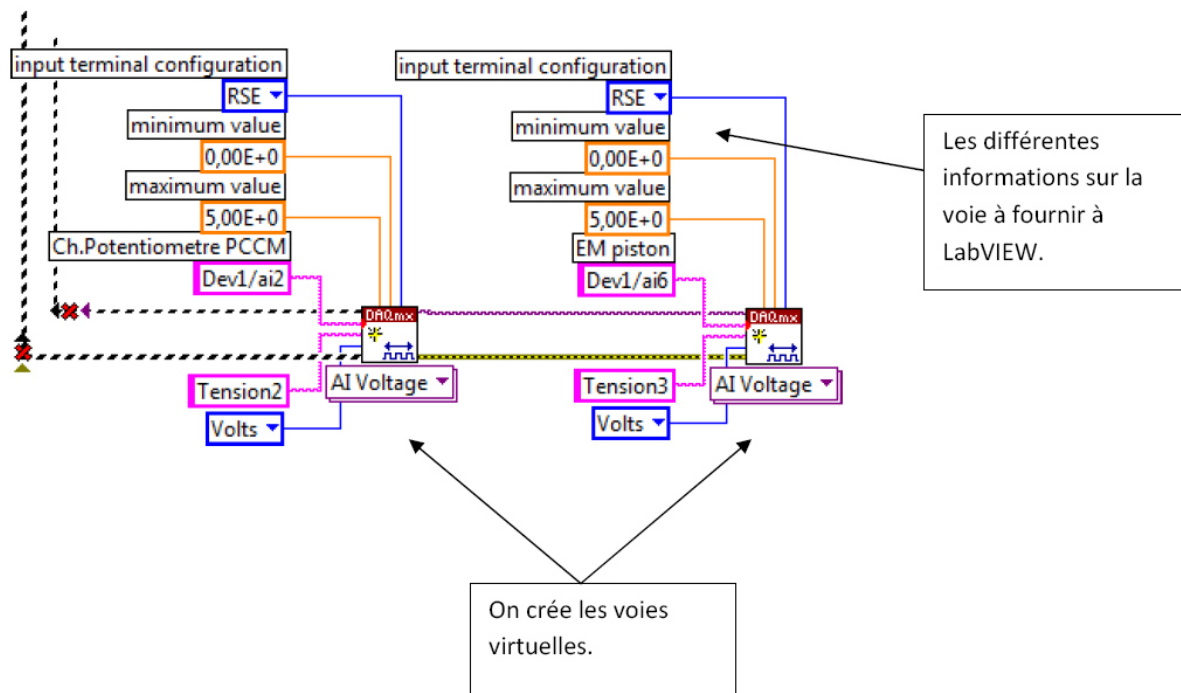 input terminal configuration
RSE
minimum value
0,00E+0
maximum value
5,00E+0
Ch.Potentiometre PCCM
Dev1/ai2
DAQmx
Tension2
AI Voltage
Volts
input terminal configuration
RSE
minimum value
0,00E+0
maximum value
5,00E+0
EM piston
Dev1/ai6
DAQmx
Tension3
AI Voltage
Volts
Les différentes
informations sur la
voie à fournir à
LabVIEW.
On crée les voies
virtuelles.